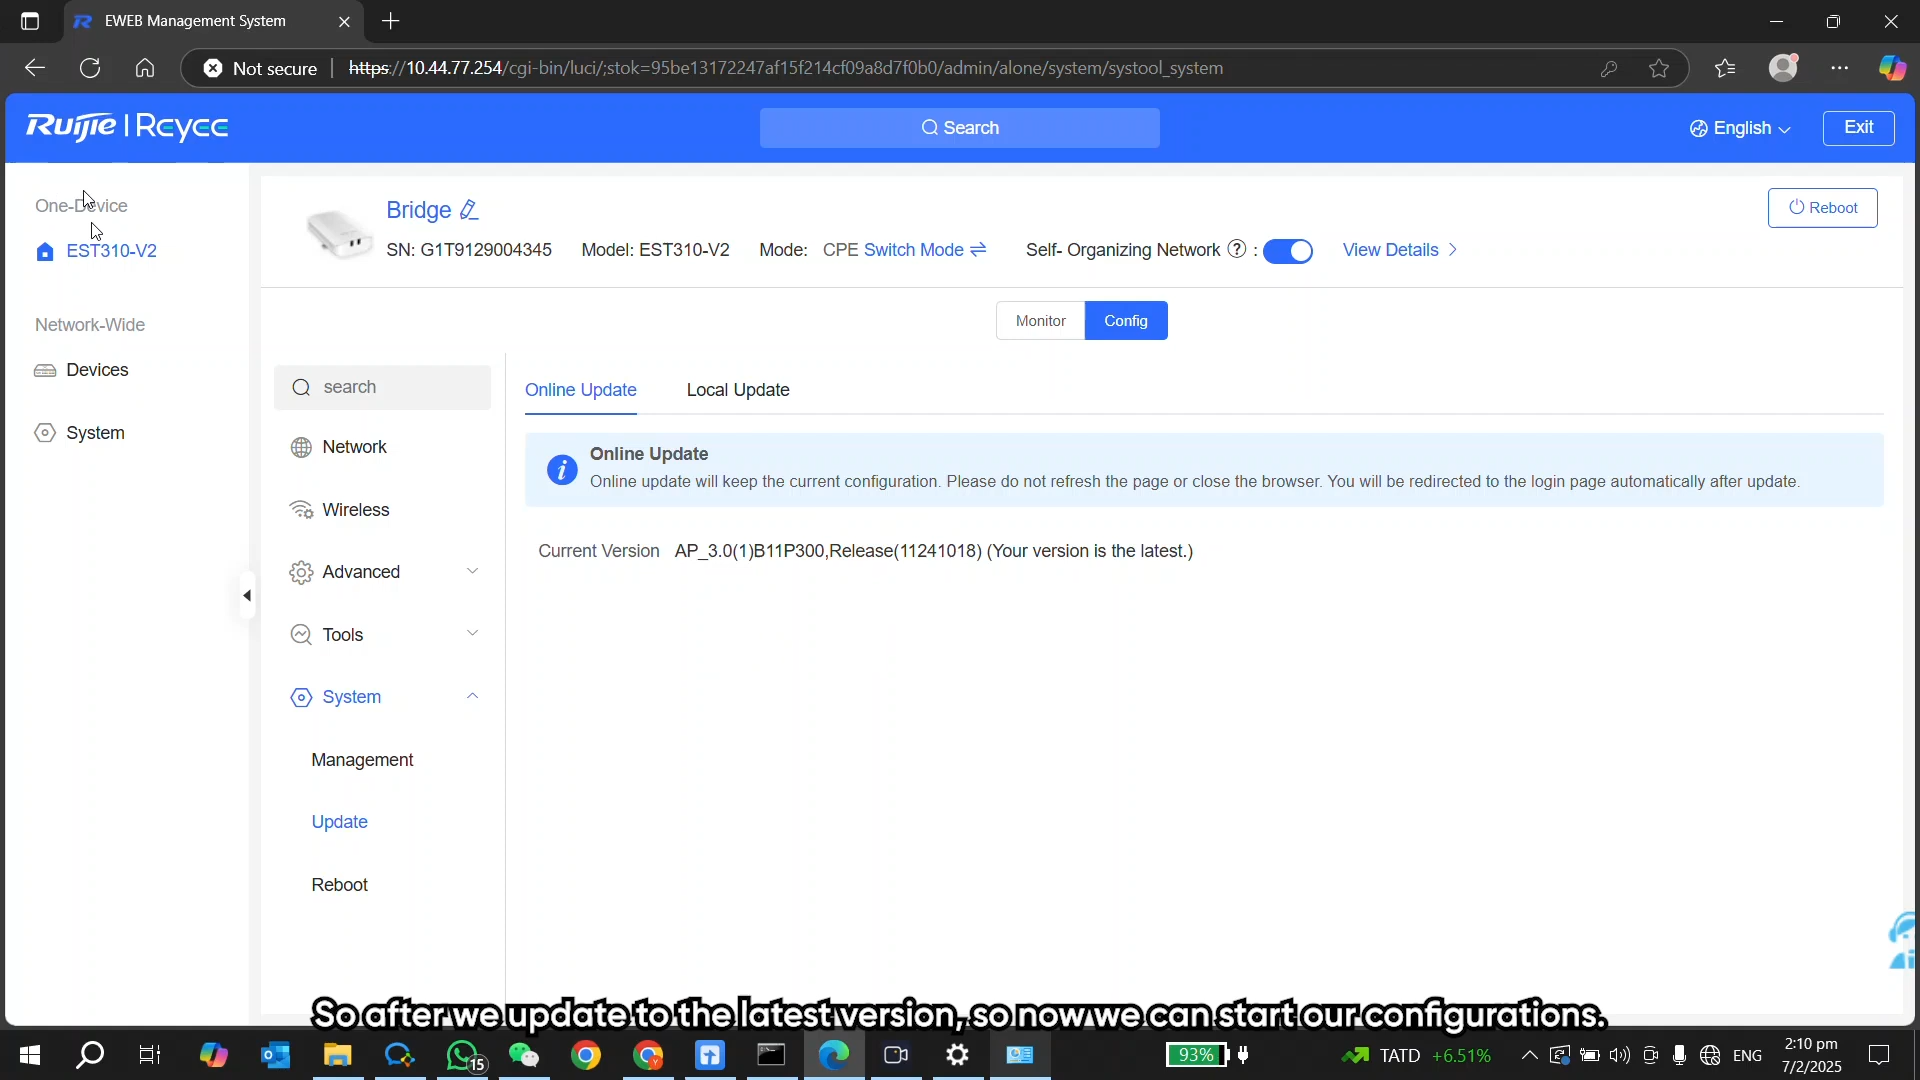 EWEB Management System
Not secure
https://10.44.77.254/cgi-bin/luci/;stok=95be13172247af15f214cf09a8d7f0b0/admin/alone/system/systool_system
Ruijie | Reyee
Search
English
Exit
One-Device
EST310-V2
Network-Wide
Devices
System
Bridge
Reboot
SN: G1T9129004345 Model: EST310-V2 Mode: CPE Switch Mode Self- Organizing Network ? : View Details
Monitor
Config
search
Network
Wireless
Advanced
Tools
System
Management
Update
Reboot
Online Update
Local Update
Online Update
Online update will keep the current configuration. Please do not refresh the page or close the browser. You will be redirected to the login page automatically after update.
Current Version AP_3.0(1)B11P300,Release(11241018) (Your version is the latest.)
So after we update to the latest version, so now we can start our configurations.
15
93%
TATD +6.51%
ENG
2:10 pm
7/2/2025